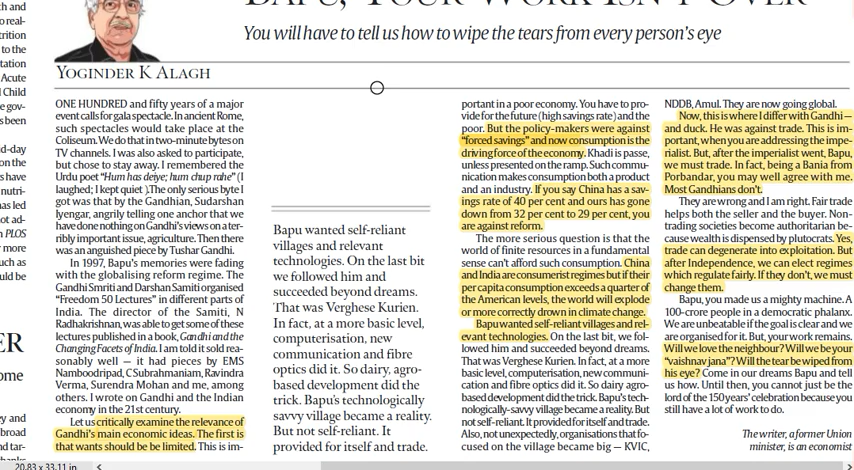 BAPU, YOUR WORK ISN'T OVER
You will have to tell us how to wipe the tears from every person's eye
YOGINDER K ALAGH
ONE HUNDRED and fifty years of a major
event calls for gala spectacle. In ancient Rome,
such spectacles would take place at the
Coliseum. We do that in two-minute bytes on
TV channels. I was also asked to participate,
but chose to stay away. I remembered the
Urdu poet "Hum has deiye; hum chup rahe" (I
laughed; I kept quiet ).The only serious byte I
got was that by the Gandhian, Sudarshan
Iyengar, angrily telling one anchor that we
have done nothing on Gandhi's views on a ter-
ribly important issue, agriculture. Then there
was an anguished piece by Tushar Gandhi.
In 1997, Bapu's memories were fading
with the globalising reform regime. The
Gandhi Smriti and Darshan Samiti organised
"Freedom 50 Lectures" in different parts of
India. The director of the Samiti, N
Radhakrishnan, was able to get some of these
lectures published in a book, Gandhi and the
Changing Facets of India. I am told it sold rea-
sonably well — it had pieces by EMS
Namboodripad, C Subrahmaniam, Ravindra
Verma, Surendra Mohan and me, among
others. I wrote on Gandhi and the Indian
economy in the 21st century.
Let us critically examine the relevance of
Gandhi's main economic ideas. The first is
that wants should be be limited. This is im-
Bapu wanted self-reliant
villages and relevant
technologies. On the last bit
we followed him and
succeeded beyond dreams.
That was Verghese Kurien.
In fact, at a more basic level,
computerisation, new
communication and fibre
optics did it. So dairy, agro-
based development did the
trick. Bapu's technologically
savvy village became a reality.
But not self-reliant. It
provided for itself and trade.
portant in a poor economy. You have to pro-
vide for the future (high savings rate) and the
poor. But the policy-makers were against
"forced savings" and now consumption is the
driving force of the economy. Khadi is passe,
unless presented on the ramp. Such commu-
nication makes consumption both a product
and an industry. If you say China has a sav-
ings rate of 40 per cent and ours has gone
down from 32 per cent to 29 per cent, you
are against reform.
The more serious question is that the
world of finite resources in a fundamental
sense can't afford such consumption. China
and India are consumerist regimes but if their
per capita consumption exceeds a quarter of
the American levels, the world will explode
or more correctly drown in climate change.
Bapu wanted self-reliant villages and rel-
evant technologies. On the last bit, we fol-
lowed him and succeeded beyond dreams.
That was Verghese Kurien. In fact, at a more
basic level, computerisation, new communi-
cation and fibre optics did it. So dairy agro-
based development did the trick. Bapu's tech-
nologically-savvy village became a reality. But
not self-reliant. It provided for itself and trade.
Also, not unexpectedly, organisations that fo-
cused on the village became big — KVIC,
NDDB, Amul. They are now going global.
Now, this is where I differ with Gandhi —
and duck. He was against trade. This is im-
portant, when you are addressing the impe-
rialist. But, after the imperialist went, Bapu,
we must trade. In fact, being a Bania from
Porbandar, you may well agree with me.
Most Gandhians don't.
They are wrong and I am right. Fair trade
helps both the seller and the buyer. Non-
trading societies become authoritarian be-
cause wealth is dispensed by plutocrats. Yes,
trade can degenerate into exploitation. But
after Independence, we can elect regimes
which regulate fairly. If they don't, we must
change them.
Bapu, you made us a mighty machine. A
100-crore people in a democratic phalanx.
We are unbeatable if the goal is clear and we
are organised for it. But, your work remains.
Will we love the neighbour? Will we be your
"vaishnav jana"? Will the tear be wiped from
his eye? Come in our dreams Bapu and tell
us how. Until then, you cannot just be the
lord of the 150 years' celebration because you
still have a lot of work to do.
The writer, a former Union
minister, is an economist
20.83 x 33.11 in